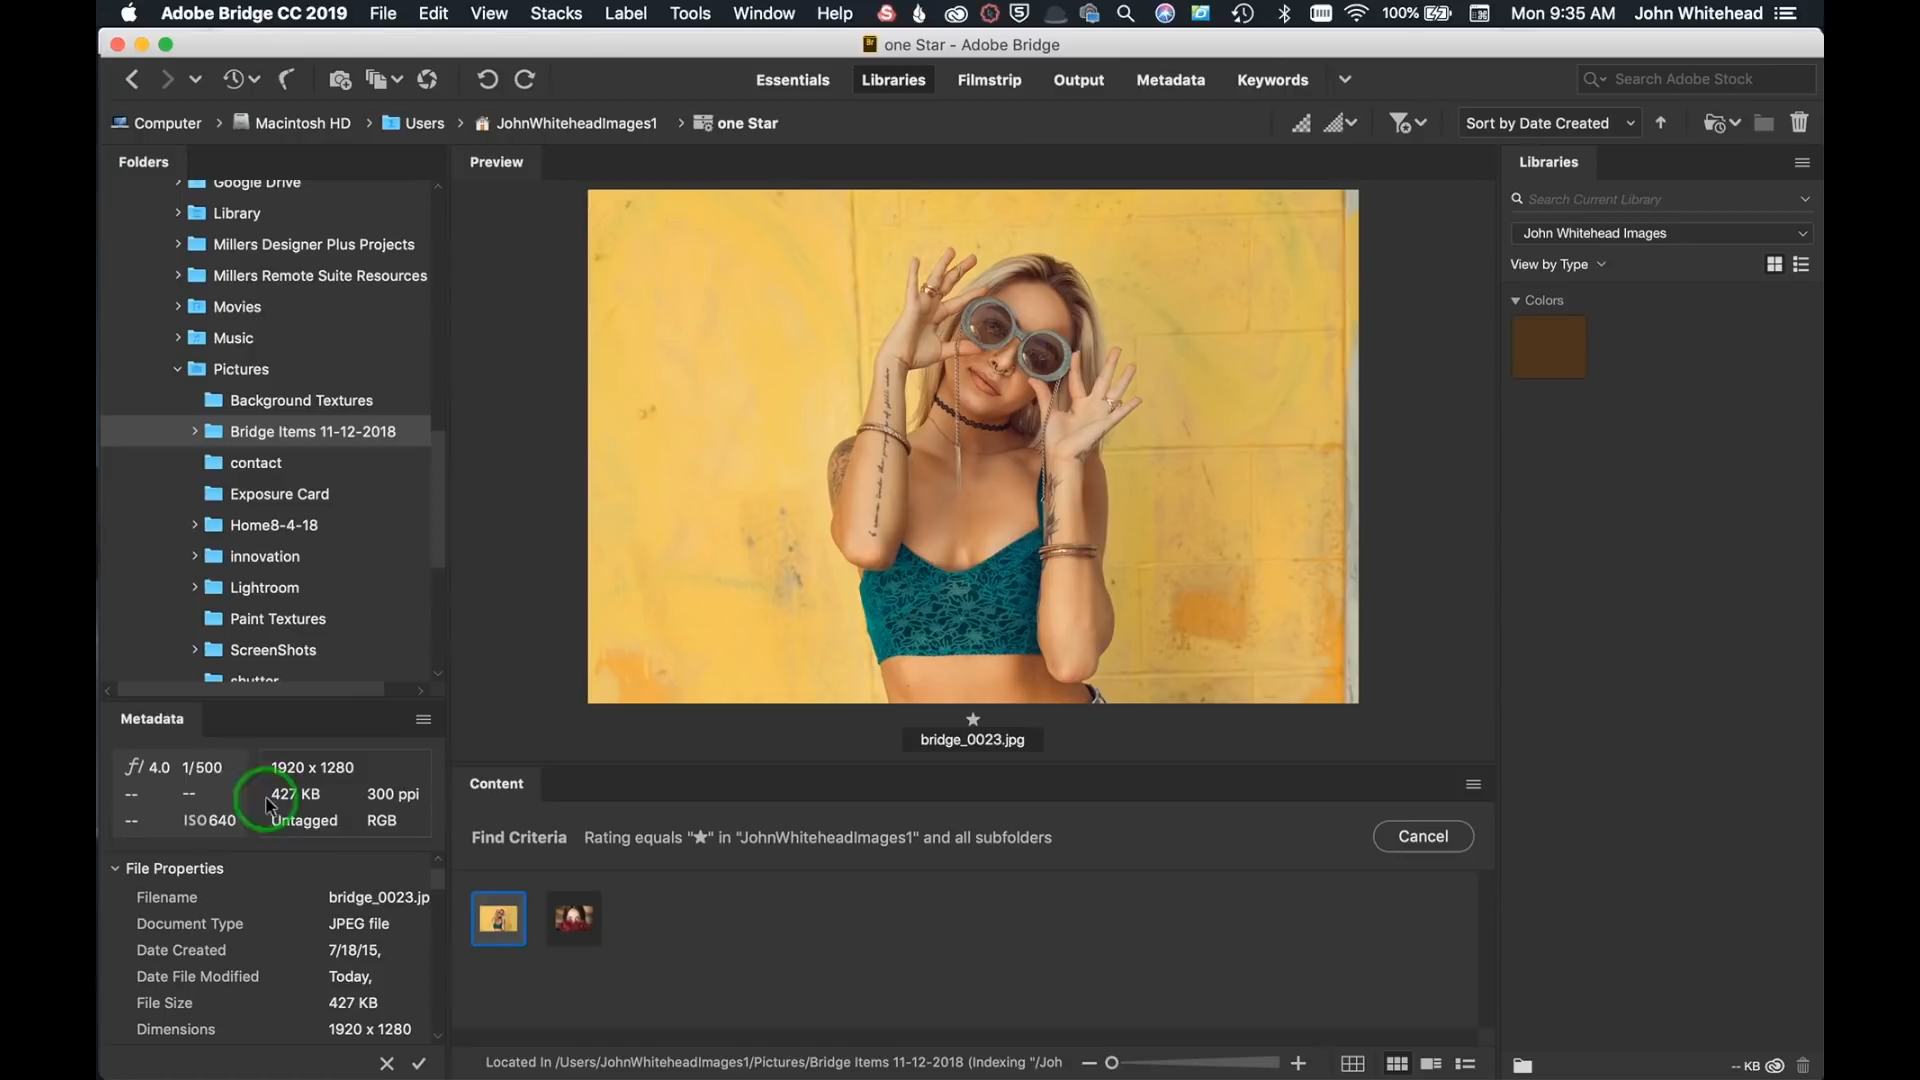 Adobe Bridge CC 2019 File Edit View Stacks Label Tools Window Help 100% Mon 9:35 AM John Whitehead
Br one Star - Adobe Bridge
Essentials Libraries Filmstrip Output Metadata Keywords Search Adobe Stock
Computer Macintosh HD Users JohnWhiteheadImages1 one Star Sort by Date Created
Folders
Google Drive
Library
Millers Designer Plus Projects
Millers Remote Suite Resources
Movies
Music
Pictures
Background Textures
Bridge Items 11-12-2018
contact
Exposure Card
Home8-4-18
innovation
Lightroom
Paint Textures
ScreenShots
shutter
Metadata
f/ 4.0 1/500 1920 x 1280
-- -- 427 KB 300 ppi
-- ISO640 Untagged RGB
File Properties
Filename bridge_0023.jp
Document Type JPEG file
Date Created 7/18/15,
Date File Modified Today,
File Size 427 KB
Dimensions 1920 x 1280
Preview
bridge_0023.jpg
Content
Find Criteria Rating equals "★" in "JohnWhiteheadImages1" and all subfolders Cancel
Located In /Users/JohnWhiteheadImages1/Pictures/Bridge Items 11-12-2018 (Indexing "/Joh
Libraries
Search Current Library
John Whitehead Images
View by Type
Colors
-- KB